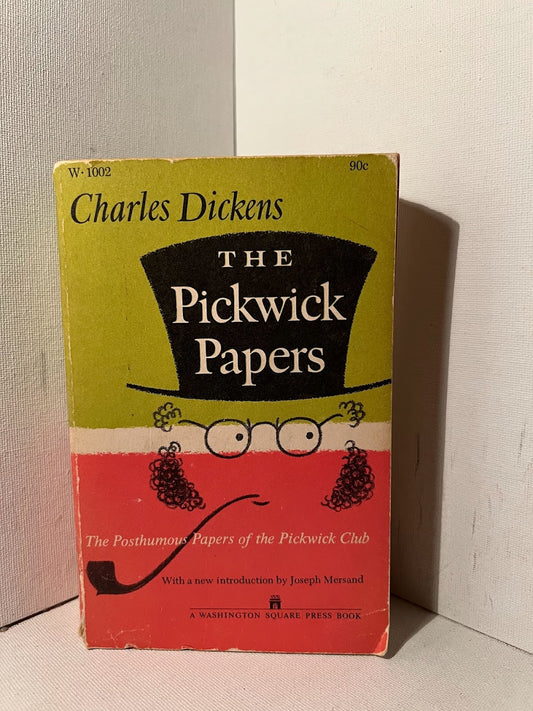 W·1002 90c
Charles Dickens
THE
Pickwick
Papers
The Posthumous Papers of the Pickwick Club
With a new introduction by Joseph Mersand
A WASHINGTON SQUARE PRESS BOOK